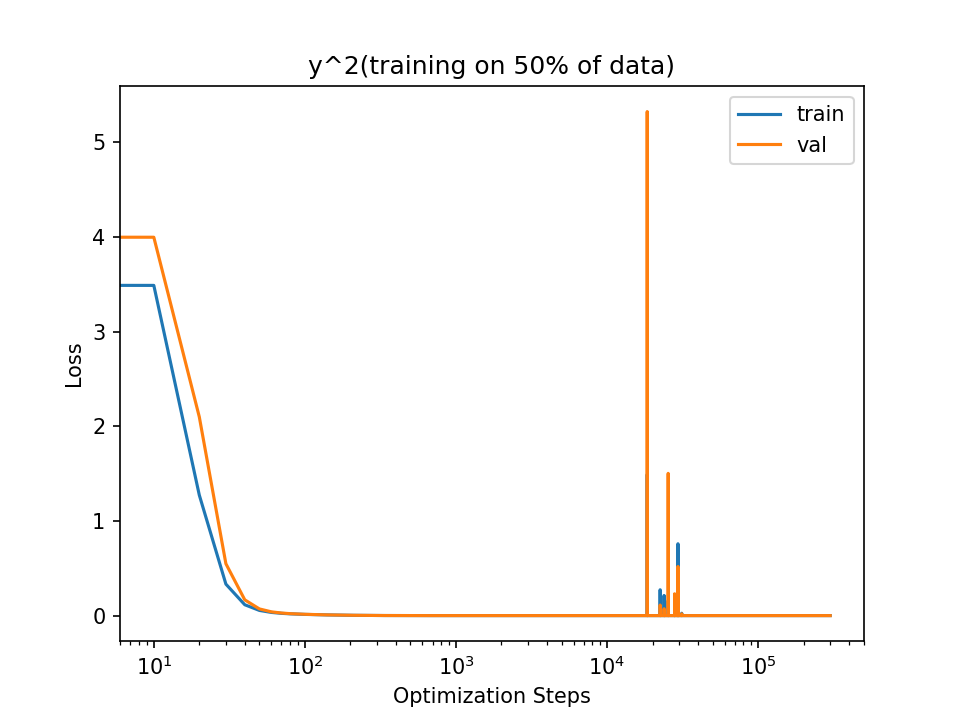 y^2(training on 50% of data)
train
val
5
4
3
2
1
0
Loss
10¹ 10² 10³ 10⁴ 10⁵
Optimization Steps